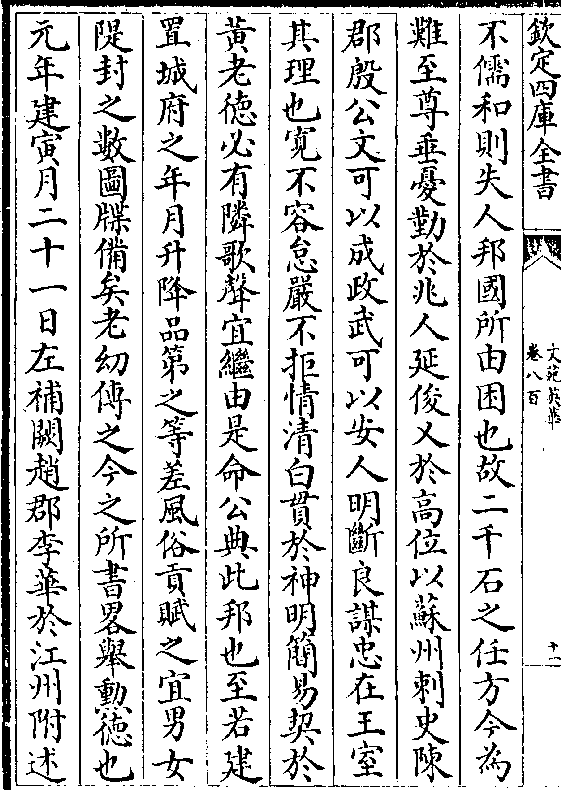 欽定四庫全書
文苑英華
卷八百
十一
不儒和則失人邦國所由困也故二千石之任方今為
難至尊垂憂勤於兆人延俊乂於高位以蘇州刺史陳
郡殷公文可以成政武可以安人明斷良謀忠在王室
其理也寛不容怠嚴不拒情清白貫於神明簡易契於
黄老徳必有隣歌聲宜繼由是命公典此邦也至若建
置城府之年月升降品第之等差風俗貢賦之宜男女
隄封之數圖牒備矣老幼傳之今之所書畧舉勲徳也
元年建寅月二十一日左補闕趙郡李華於江州附述